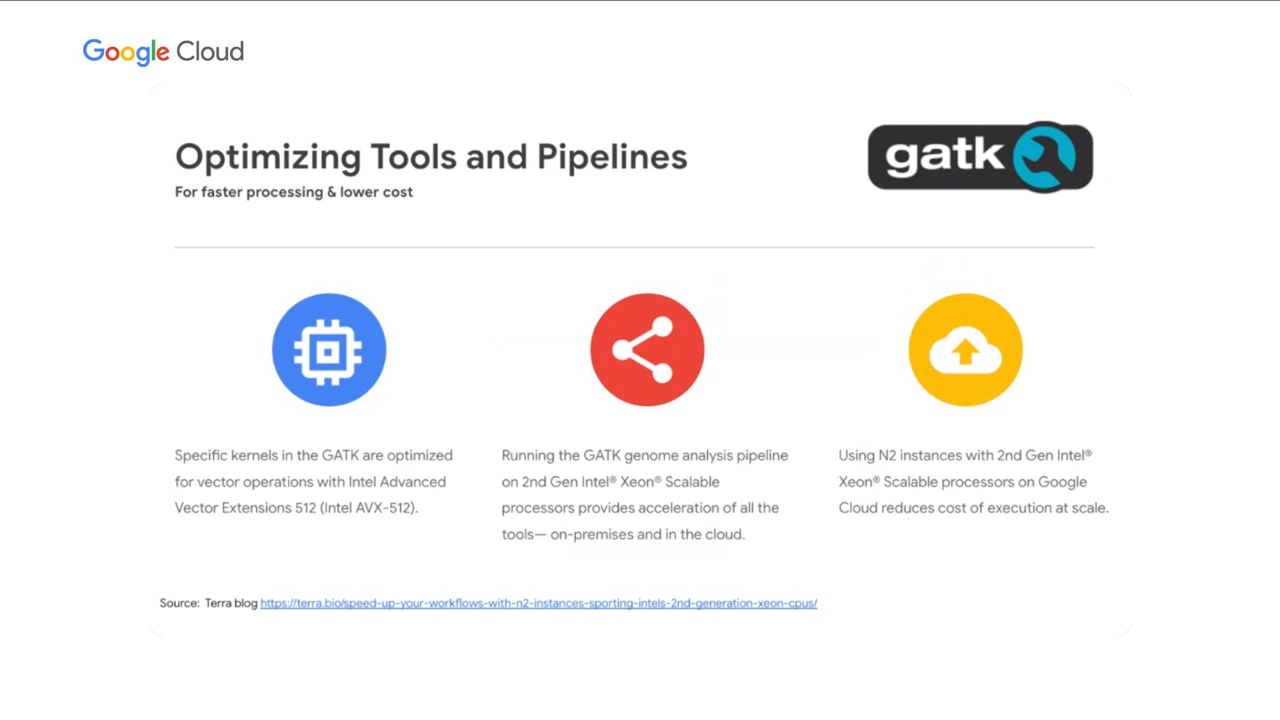 Google Cloud
Optimizing Tools and Pipelines
For faster processing & lower cost
gatk
Specific kernels in the GATK are optimized
for vector operations with Intel Advanced
Vector Extensions 512 (Intel AVX-512).
Running the GATK genome analysis pipeline
on 2nd Gen Intel® Xeon® Scalable
processors provides acceleration of all the
tools— on-premises and in the cloud.
Using N2 instances with 2nd Gen Intel®
Xeon® Scalable processors on Google
Cloud reduces cost of execution at scale.
Source: Terra blog https://terra.bio/speed-up-your-workflows-with-n2-instances-sporting-intels-2nd-generation-xeon-cpus/